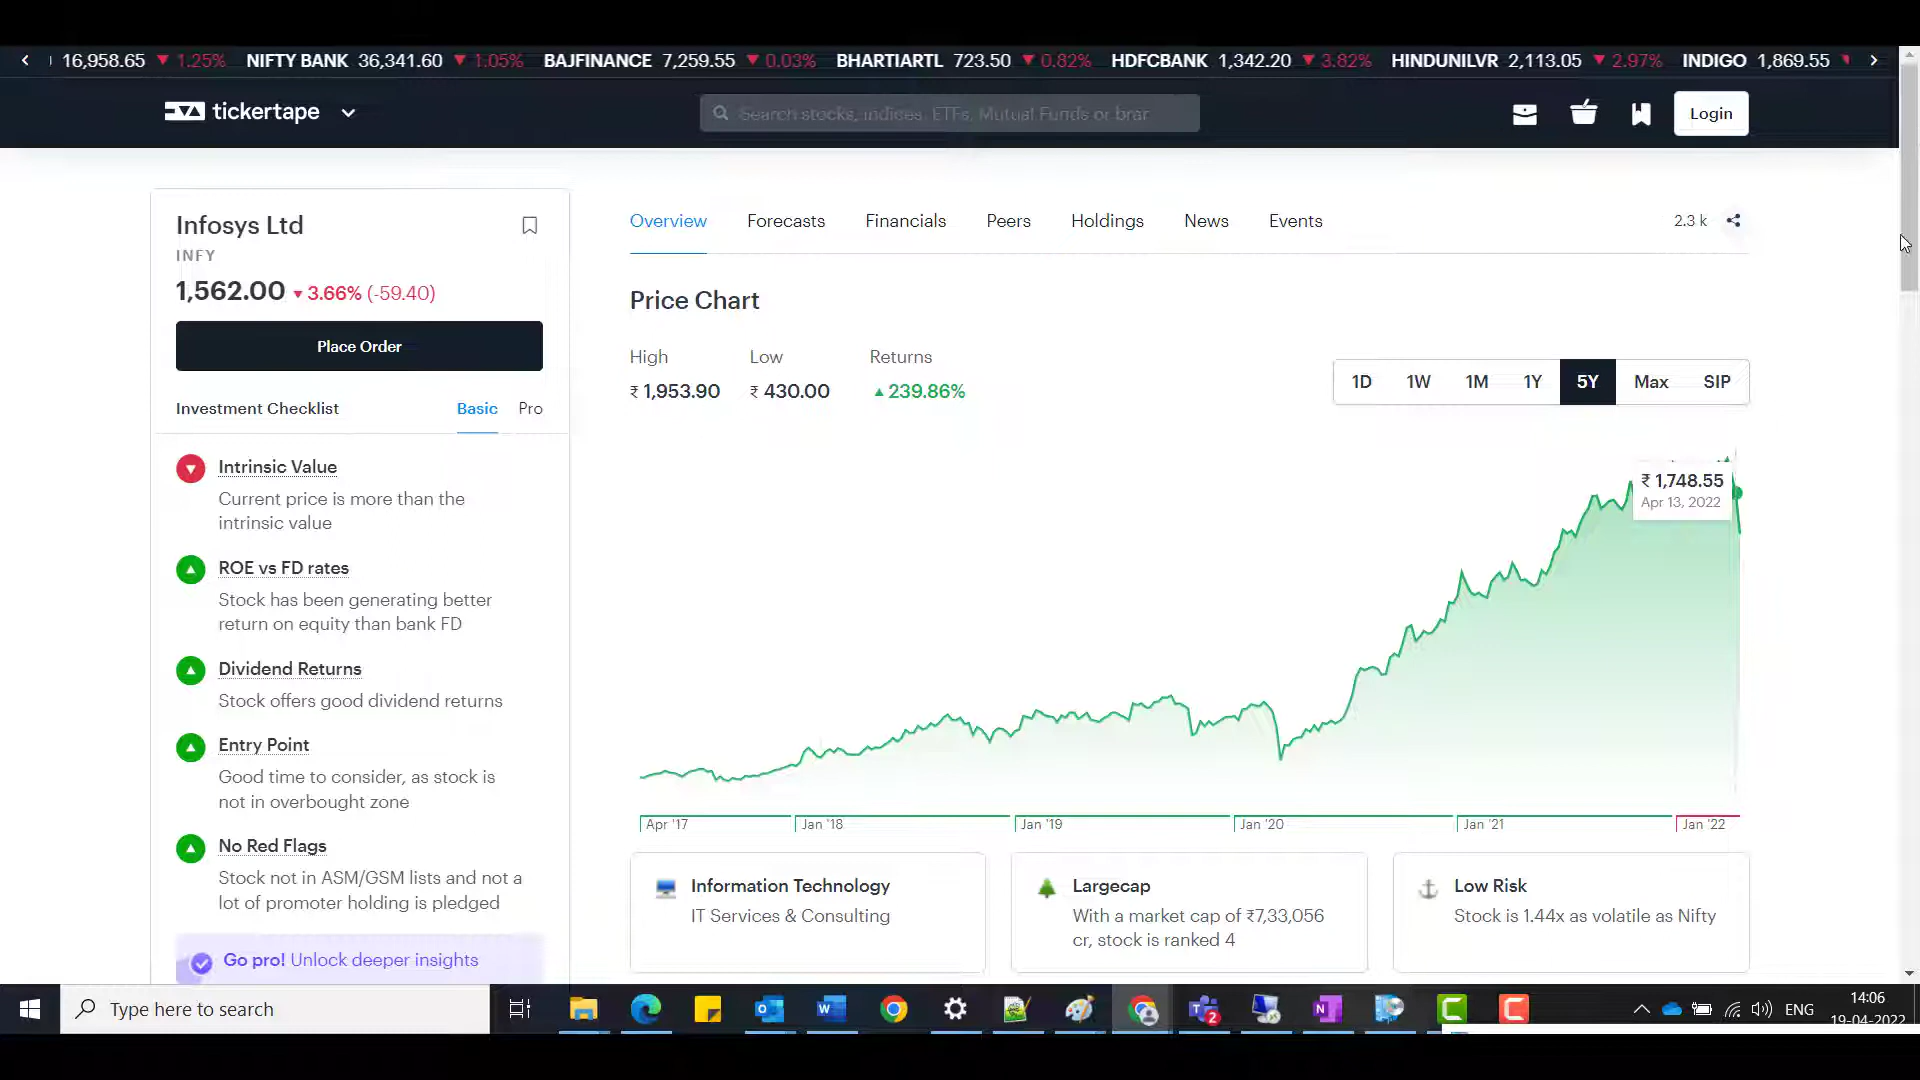 16,958.65 ▼ 1.25% NIFTY BANK 36,341.60 ▼ 1.05% BAJFINANCE 7,259.55 ▼ 0.03% BHARTIARTL 723.50 ▼ 0.82% HDFCBANK 1,342.20 ▼ 3.82% HINDUNILVR 2,113.05 ▼ 2.97% INDIGO 1,869.55
tickertape
Search stocks, indices, ETFs, Mutual Funds or brar
Login
Infosys Ltd
INFY
1,562.00 ▼ 3.66% (-59.40)
Place Order
Investment Checklist Basic Pro
Intrinsic Value
Current price is more than the
intrinsic value
ROE vs FD rates
Stock has been generating better
return on equity than bank FD
Dividend Returns
Stock offers good dividend returns
Entry Point
Good time to consider, as stock is
not in overbought zone
No Red Flags
Stock not in ASM/GSM lists and not a
lot of promoter holding is pledged
Go pro! Unlock deeper insights
Overview Forecasts Financials Peers Holdings News Events 2.3 k
Price Chart
High Low Returns
₹ 1,953.90 ₹ 430.00 ▲ 239.86%
1D 1W 1M 1Y 5Y Max SIP
₹ 1,748.55
Apr 13, 2022
Apr '17 Jan '18 Jan '19 Jan '20 Jan '21 Jan '22
Information Technology
IT Services & Consulting
Largecap
With a market cap of ₹7,33,056
cr, stock is ranked 4
Low Risk
Stock is 1.44x as volatile as Nifty
Type here to search
2
ENG
14:06
19-04-2022